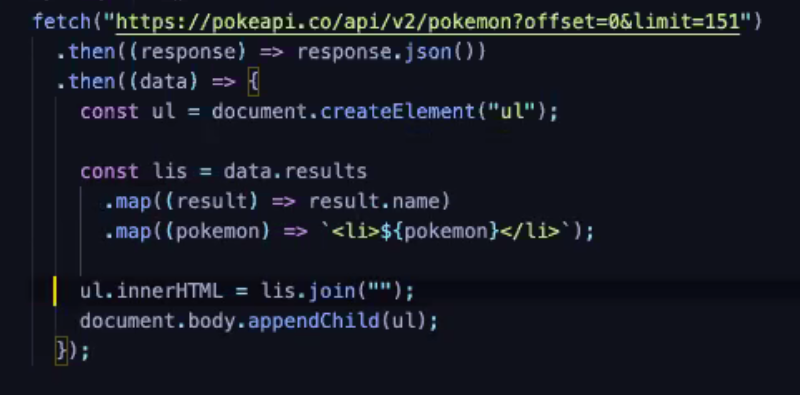 fetch("https://pokeapi.co/api/v2/pokemon?offset=0&limit=151")
  .then((response) => response.json())
  .then((data) => {
    const ul = document.createElement("ul");

    const lis = data.results
      .map((result) => result.name)
      .map((pokemon) => `<li>${pokemon}</li>`);

    ul.innerHTML = lis.join("");
    document.body.appendChild(ul);
  });